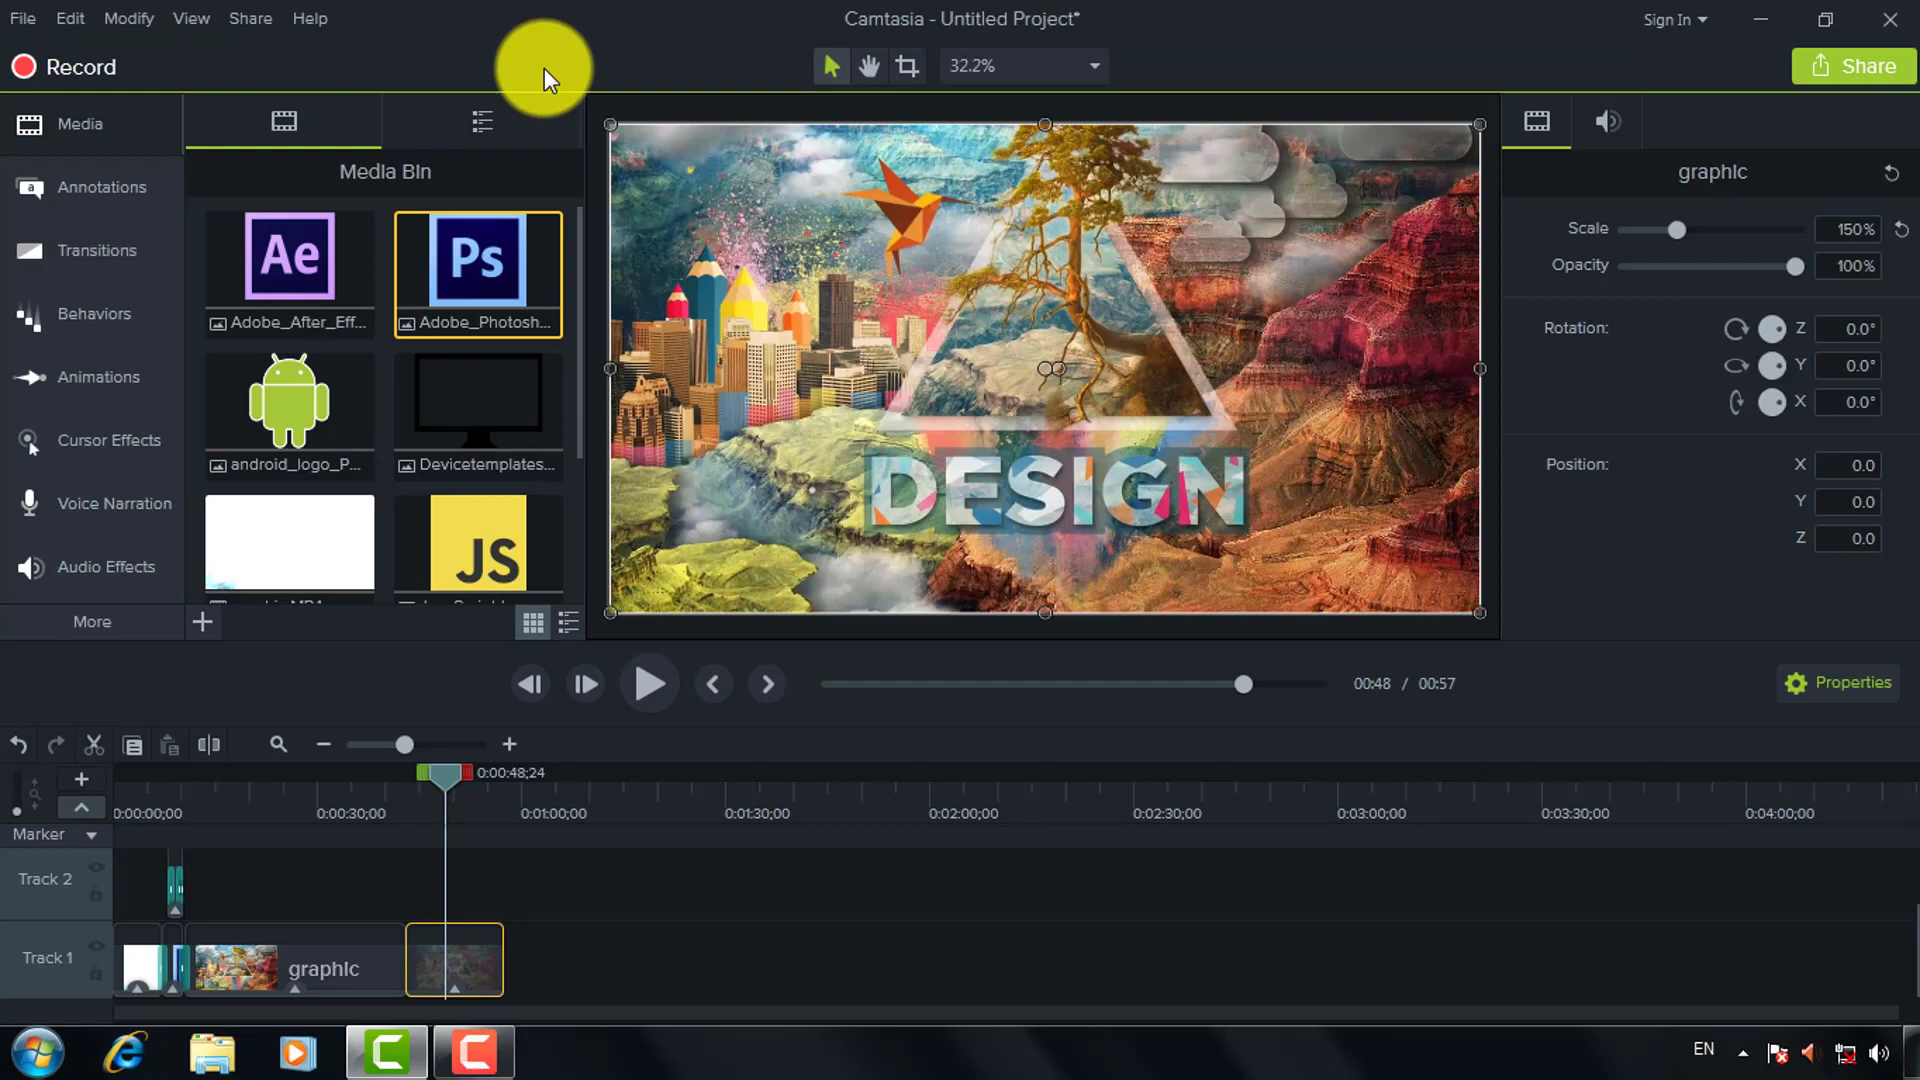 File Edit Modify View Share Help
Camtasia - Untitled Project*
Sign In
Record
32.2%
Share
Media
Annotations
Transitions
Behaviors
Animations
Cursor Effects
Voice Narration
Audio Effects
More
Media BIn
Ae
Adobe_After_Eff...
Ps
Adobe_Photosh...
android_logo_P...
Devicetemplates...
JS
DESIGN
graphIc
Scale 150%
Opacity 100%
Rotation: Z 0.0°
Y 0.0°
X 0.0°
Position: X 0.0
Y 0.0
Z 0.0
00:48 / 00:57
Properties
0:00:48;24
0:00:00;00 0:00:30;00 0:01:00;00 0:01:30;00 0:02:00;00 0:02:30;00 0:03:00;00 0:03:30;00 0:04:00;00
Marker
Track 2
Track 1
graphIc
EN